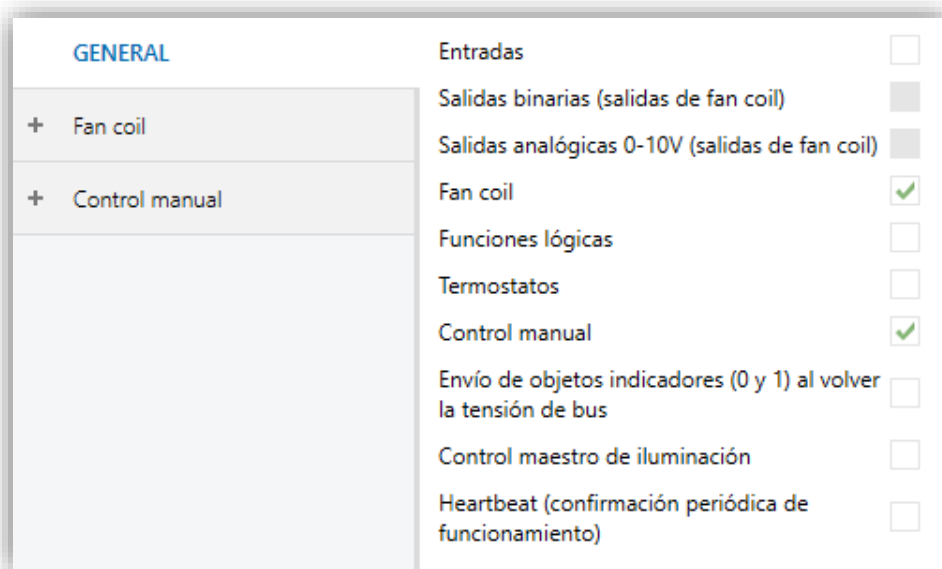 GENERAL
+ Fan coil
+ Control manual
Entradas
Salidas binarias (salidas de fan coil)
Salidas analógicas 0-10V (salidas de fan coil)
Fan coil
Funciones lógicas
Termostatos
Control manual
Envío de objetos indicadores (0 y 1) al volver
la tensión de bus
Control maestro de iluminación
Heartbeat (confirmación periódica de
funcionamiento)